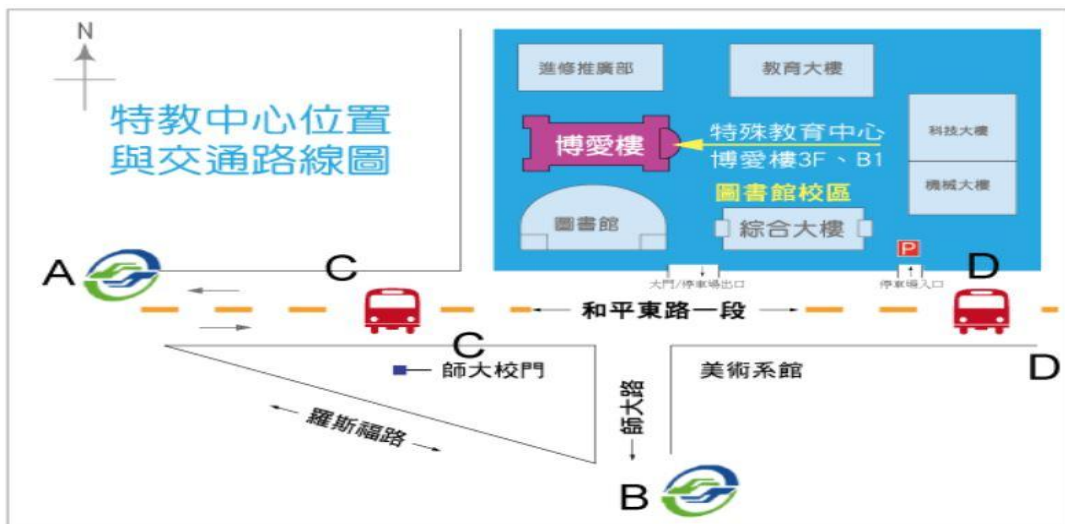 N
特教中心位置
與交通路線圖
進修推廣部
教育大樓
博愛樓
特殊教育中心
博愛樓3F、B1
科技大樓
機械大樓
圖書館校區
圖書館
綜合大樓
P
A
C
D
大門/停車場出口
停車場入口
和平東路一段
C
D
師大校門
美術系館
羅斯福路
師大路
B